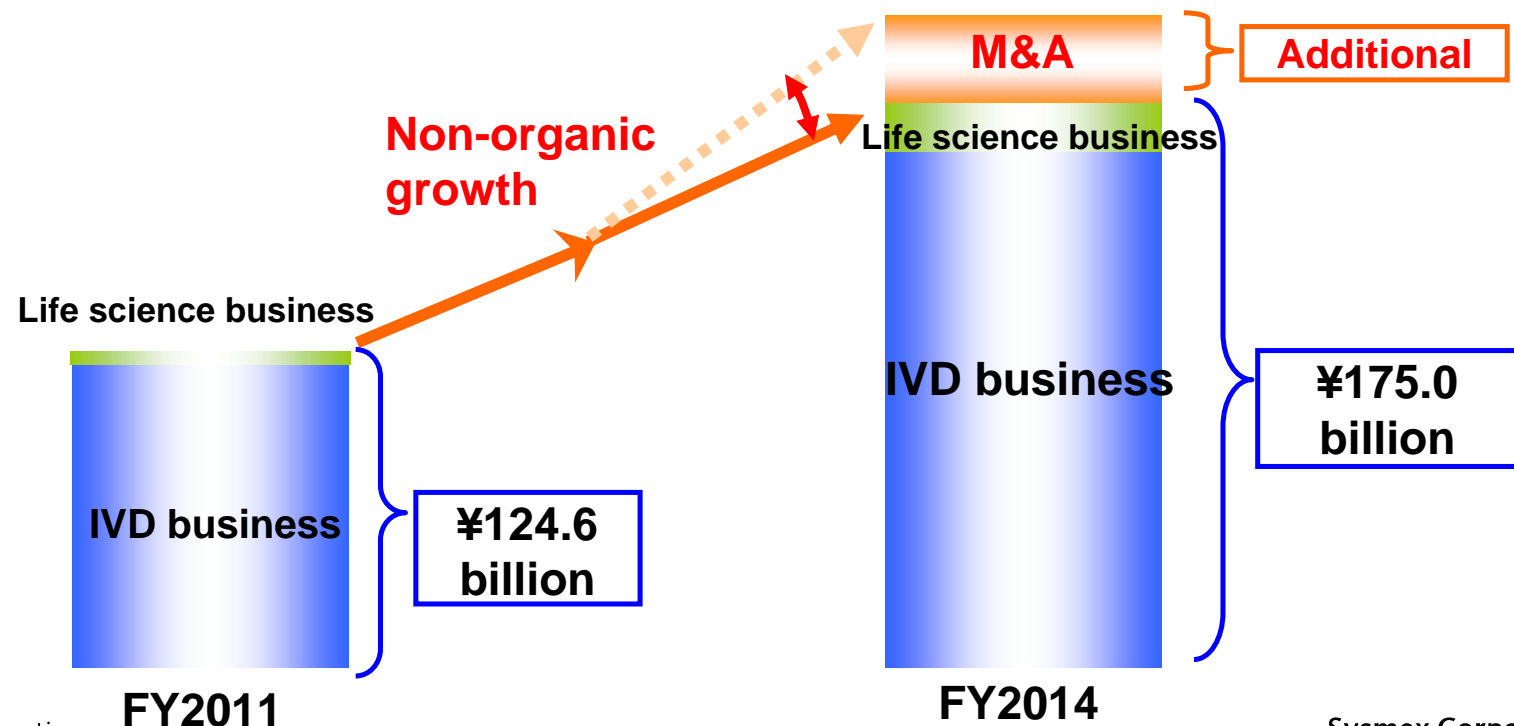 M&A
Additional
Non-organic
growth
Life science business
Life science business
IVD business
¥175.0
billion
IVD business
¥124.6
billion
FY2011
FY2014